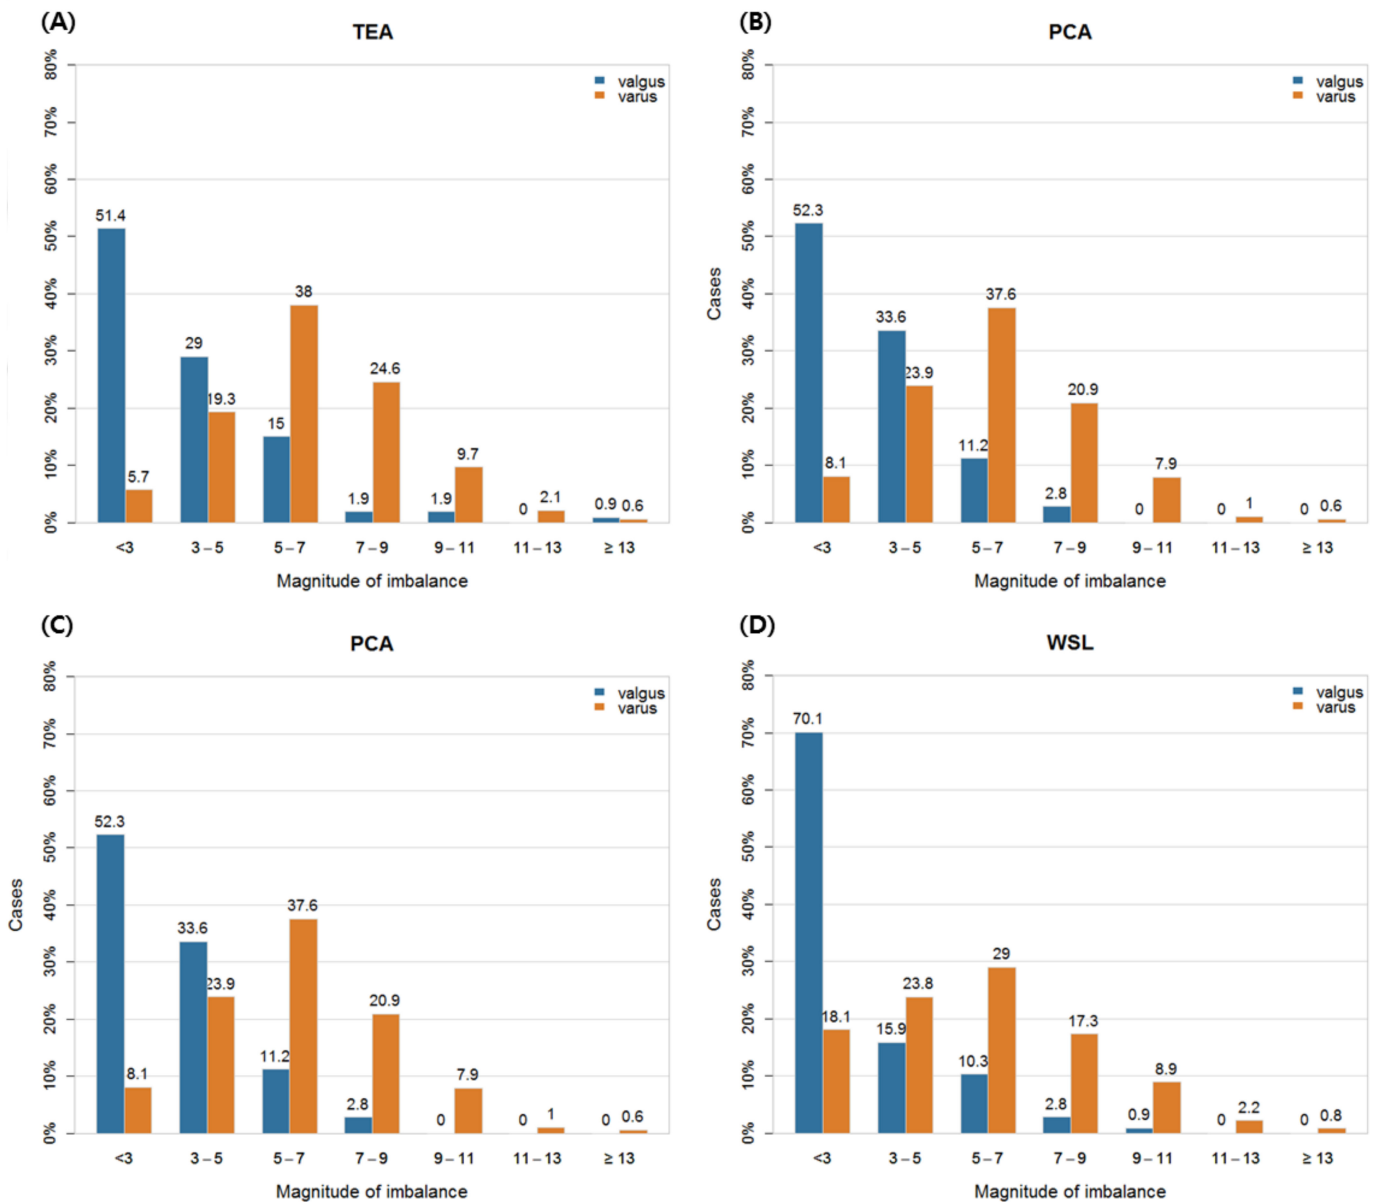 (A)
TEA
valgus
varus
80%
70%
60%
50%
40%
30%
20%
10%
0%
51.4
5.7
29
19.3
15
38
1.9
24.6
1.9
9.7
0
2.1
0.9
0.6
<3
3 – 5
5 – 7
7 – 9
9 – 11
11 – 13
≥ 13
Magnitude of imbalance
(B)
PCA
valgus
varus
Cases
80%
70%
60%
50%
40%
30%
20%
10%
0%
52.3
8.1
33.6
23.9
11.2
37.6
2.8
20.9
0
7.9
0
1
0
0.6
<3
3 – 5
5 – 7
7 – 9
9 – 11
11 – 13
≥ 13
Magnitude of imbalance
(C)
PCA
valgus
varus
Cases
80%
70%
60%
50%
40%
30%
20%
10%
0%
52.3
8.1
33.6
23.9
11.2
37.6
2.8
20.9
0
7.9
0
1
0
0.6
<3
3 – 5
5 – 7
7 – 9
9 – 11
11 – 13
≥ 13
Magnitude of imbalance
(D)
WSL
valgus
varus
Cases
80%
70%
60%
50%
40%
30%
20%
10%
0%
70.1
18.1
15.9
23.8
10.3
29
2.8
17.3
0.9
8.9
0
2.2
0
0.8
<3
3 – 5
5 – 7
7 – 9
9 – 11
11 – 13
≥ 13
Magnitude of imbalance